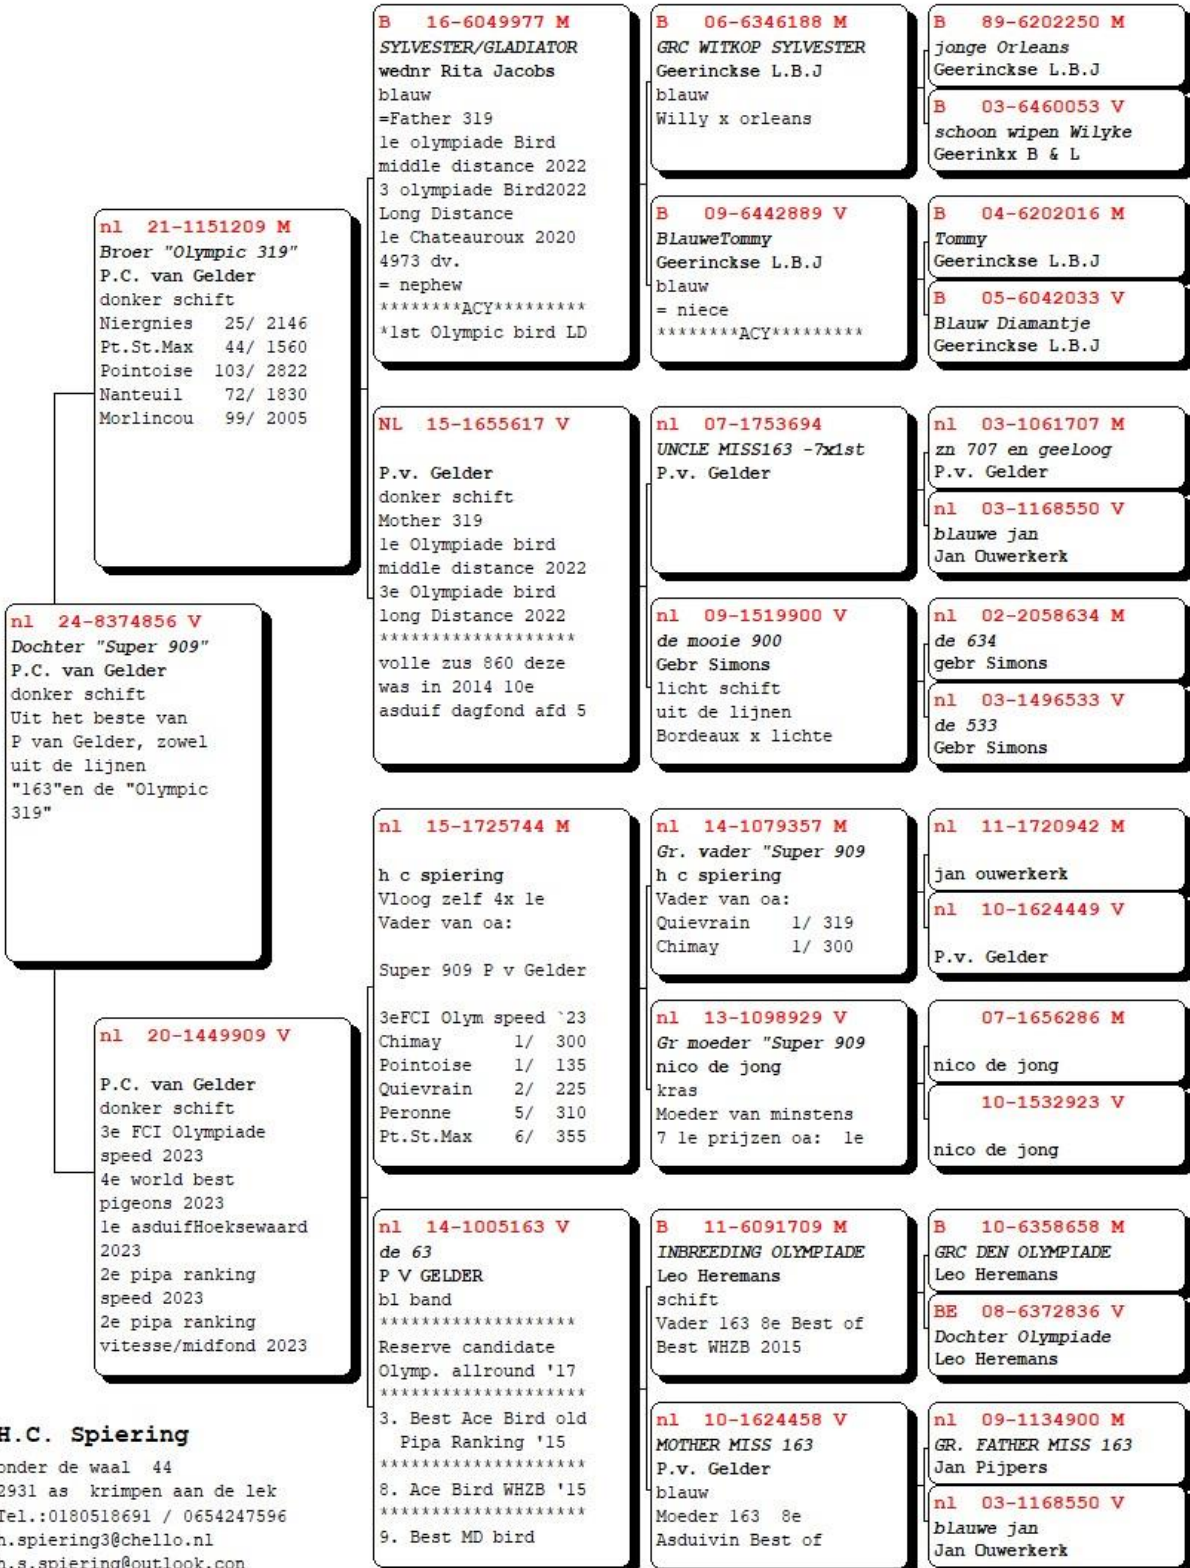 nl 24-8374856 V
Dochter "Super 909"
P.C. van Gelder
donker schift
Uit het beste van
P van Gelder, zowel
uit de lijnen
"163"en de "Olympic
319"
nl 21-1151209 M
Broer "Olympic 319"
P.C. van Gelder
donker schift
Niergnies 25/ 2146
Pt.St.Max 44/ 1560
Pointoise 103/ 2822
Nanteuil 72/ 1830
Morlincou 99/ 2005
nl 20-1449909 V
P.C. van Gelder
donker schift
3e FCI Olympiade
speed 2023
4e world best
pigeons 2023
1e asduifHoeksewaard
2023
2e pipa ranking
speed 2023
2e pipa ranking
vitesse/midfond 2023
B 16-6049977 M
SYLVESTER/GLADIATOR
wednr Rita Jacobs
blauw
=Father 319
1e olympiade Bird
middle distance 2022
3 olympiade Bird2022
Long Distance
1e Chateauroux 2020
4973 dv.
= nephew
********ACY*********
*1st Olympic bird LD
NL 15-1655617 V
P.v. Gelder
donker schift
Mother 319
1e Olympiade bird
middle distance 2022
3e Olympiade bird
long Distance 2022
*******************
volle zus 860 deze
was in 2014 10e
asduif dagfond afd 5
nl 15-1725744 M
h c spiering
Vloog zelf 4x 1e
Vader van oa:
Super 909 P v Gelder
3eFCI Olym speed `23
Chimay 1/ 300
Pointoise 1/ 135
Quievrain 2/ 225
Peronne 5/ 310
Pt.St.Max 6/ 355
nl 14-1005163 V
de 63
P V GELDER
bl band
*******************
Reserve candidate
Olymp. allround '17
********************
3. Best Ace Bird old
Pipa Ranking '15
********************
8. Ace Bird WHZB '15
********************
9. Best MD bird
B 06-6346188 M
GRC WITKOP SYLVESTER
Geerinckse L.B.J
blauw
Willy x orleans
B 09-6442889 V
BlauweTommy
Geerinckse L.B.J
blauw
= niece
********ACY*********
nl 07-1753694
UNCLE MISS163 -7x1st
P.v. Gelder
nl 09-1519900 V
de mooie 900
Gebr Simons
licht schift
uit de lijnen
Bordeaux x lichte
nl 14-1079357 M
Gr. vader "Super 909
h c spiering
Vader van oa:
Quievrain 1/ 319
Chimay 1/ 300
nl 13-1098929 V
Gr moeder "Super 909
nico de jong
kras
Moeder van minstens
7 1e prijzen oa: 1e
B 11-6091709 M
INBREEDING OLYMPIADE
Leo Heremans
schift
Vader 163 8e Best of
Best WHZB 2015
nl 10-1624458 V
MOTHER MISS 163
P.v. Gelder
blauw
Moeder 163 8e
Asduivin Best of
B 89-6202250 M
jonge Orleans
Geerinckse L.B.J
B 03-6460053 V
schoon wipen Wilyke
Geerinkx B & L
B 04-6202016 M
Tommy
Geerinckse L.B.J
B 05-6042033 V
Blauw Diamantje
Geerinckse L.B.J
nl 03-1061707 M
zn 707 en geeloog
P.v. Gelder
nl 03-1168550 V
blauwe jan
Jan Ouwerkerk
nl 02-2058634 M
de 634
gebr Simons
nl 03-1496533 V
de 533
Gebr Simons
nl 11-1720942 M
jan ouwerkerk
nl 10-1624449 V
P.v. Gelder
07-1656286 M
nico de jong
10-1532923 V
nico de jong
B 10-6358658 M
GRC DEN OLYMPIADE
Leo Heremans
BE 08-6372836 V
Dochter Olympiade
Leo Heremans
nl 09-1134900 M
GR. FATHER MISS 163
Jan Pijpers
nl 03-1168550 V
blauwe jan
Jan Ouwerkerk
H.C. Spiering
onder de waal 44
2931 as krimpen aan de lek
Tel.:0180518691 / 0654247596
h.spiering3@chello.nl
h.s.spiering@outlook.con